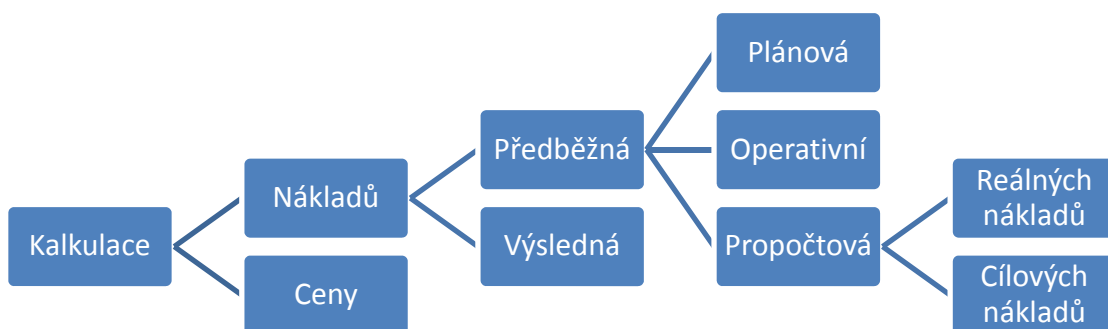 Kalkulace
Nákladů
Ceny
Předběžná
Výsledná
Plánová
Operativní
Propočtová
Reálných
nákladů
Cílových
nákladů